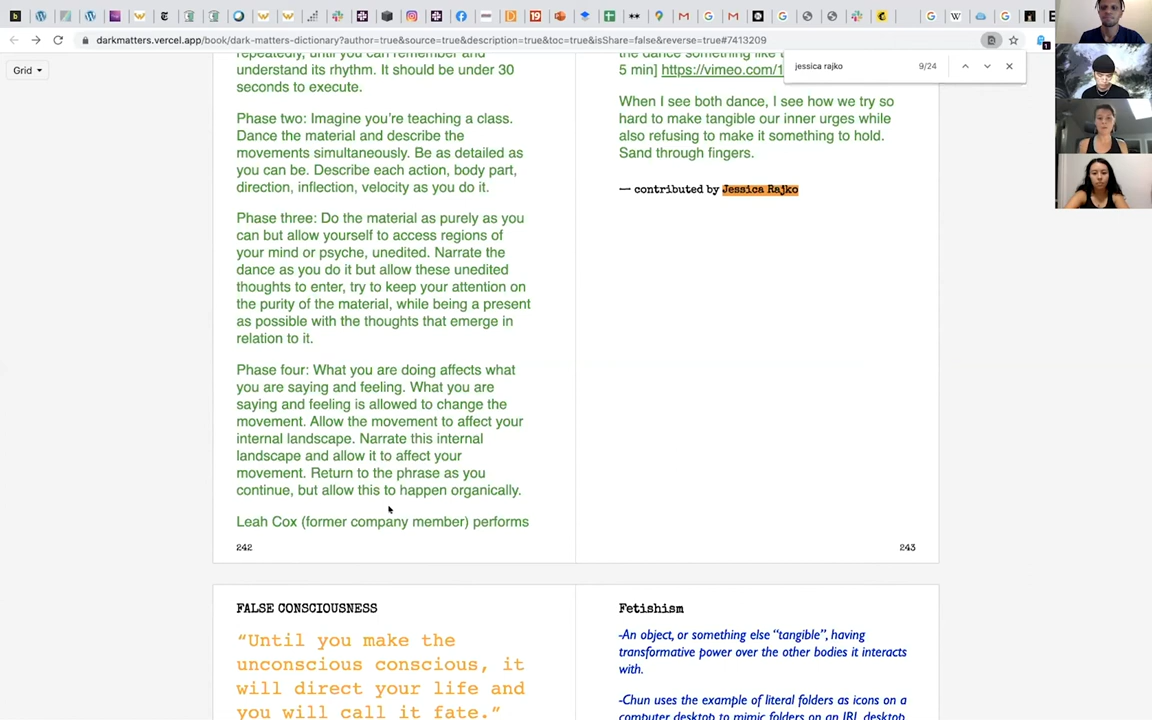 darkmatters.vercel.app/book/dark-matters-dictionary?author=true&source=true&description=true&toc=true&isShare=false&reverse=true#7413209
jessica rajko
9/24
Grid
repeatedly, until you can remember and
understand its rhythm. It should be under 30
seconds to execute.
Phase two: Imagine you're teaching a class.
Dance the material and describe the
movements simultaneously. Be as detailed as
you can be. Describe each action, body part,
direction, inflection, velocity as you do it.
Phase three: Do the material as purely as you
can but allow yourself to access regions of
your mind or psyche, unedited. Narrate the
dance as you do it but allow these unedited
thoughts to enter, try to keep your attention on
the purity of the material, while being a present
as possible with the thoughts that emerge in
relation to it.
Phase four: What you are doing affects what
you are saying and feeling. What you are
saying and feeling is allowed to change the
movement. Allow the movement to affect your
internal landscape. Narrate this internal
landscape and allow it to affect your
movement. Return to the phrase as you
continue, but allow this to happen organically.
Leah Cox (former company member) performs
242
the dance something like
5 min] https://vimeo.com/1
When I see both dance, I see how we try so
hard to make tangible our inner urges while
also refusing to make it something to hold.
Sand through fingers.
— contributed by Jessica Rajko
243
FALSE CONSCIOUSNESS
"Until you make the
unconscious conscious, it
will direct your life and
you will call it fate."
Fetishism
-An object, or something else "tangible", having
transformative power over the other bodies it interacts
with.
-Chun uses the example of literal folders as icons on a
computer desktop to mimic folders on an IRL desktop.